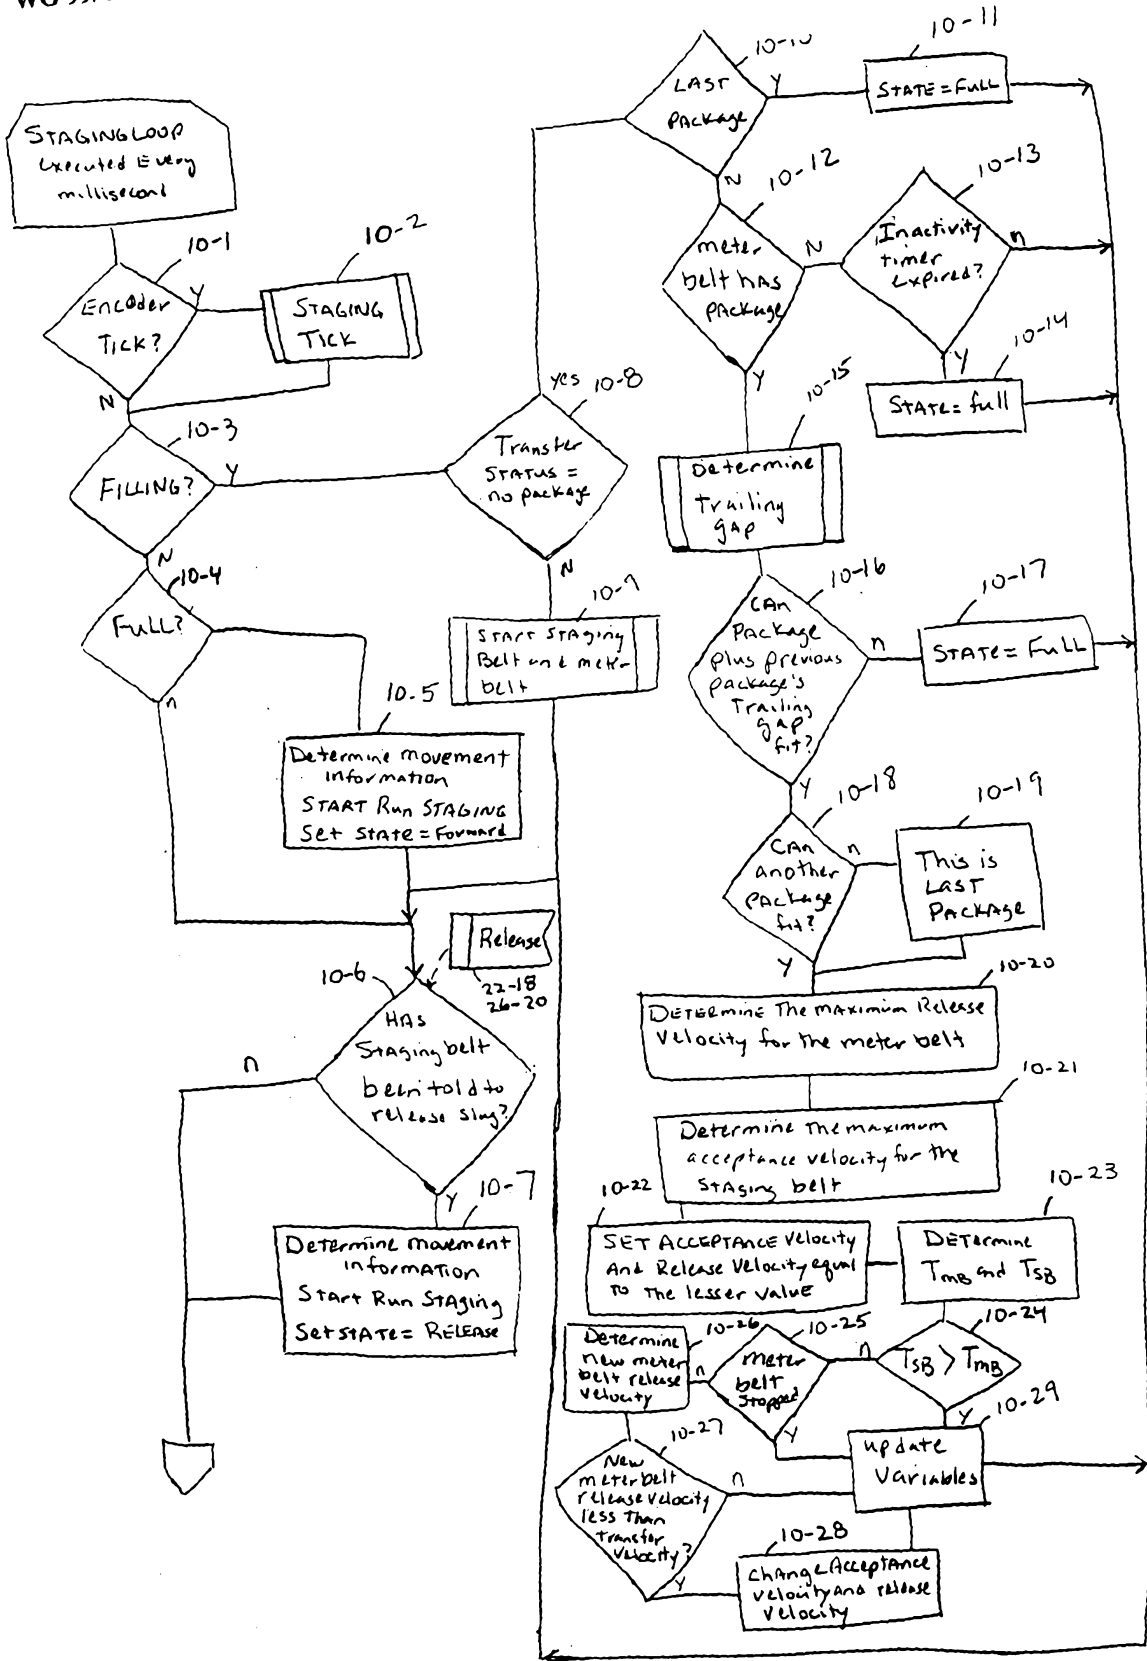 10-11
10-10
LAST
PACKAGE
Y
STATE = FULL
STAGING LOOP
Executed Every
millisecond
N
10-12
10-13
10-1
10-2
meter
belt has
package
N
Inactivity
timer
Expired?
n
Encoder
TICK?
Y
STAGING
TICK
N
Y
10-14
STATE = full
Y
10-15
10-3
FILLING?
Y
yes
10-8
Transfer
STATUS =
no package
Determine
Trailing
gap
N
10-4
FULL?
N
10-9
START STAGING
Belt and meter
belt
10-16
CAN
Package
plus previous
package's
Trailing
gap
fit?
n
10-17
STATE = FULL
n
10-5
Determine movement
information
START Run STAGING
Set STATE = Forward
Y
10-18
CAN
another
package
fit?
n
10-19
This is
LAST
PACKAGE
Y
Release
22-18
26-20
10-6
HAS
Staging belt
been told to
release slug?
n
10-20
DETERMINE The maximum Release
Velocity for the meter belt
10-21
Determine The maximum
acceptance velocity for the
Staging belt
Y
10-7
Determine movement
information
Start Run Staging
Set STATE = RELEASE
10-22
SET ACCEPTANCE Velocity
And Release Velocity equal
To The lesser value
10-23
DETermine
TMB and TSB
10-24
TSB > TMB
n
Y
10-25
meter
belt
stopped
n
Y
10-26
Determine
new meter
belt release
velocity
10-27
New
meter belt
release velocity
less than
transfer
velocity?
n
Y
10-29
update
variables
10-28
change Acceptance
velocity and release
velocity